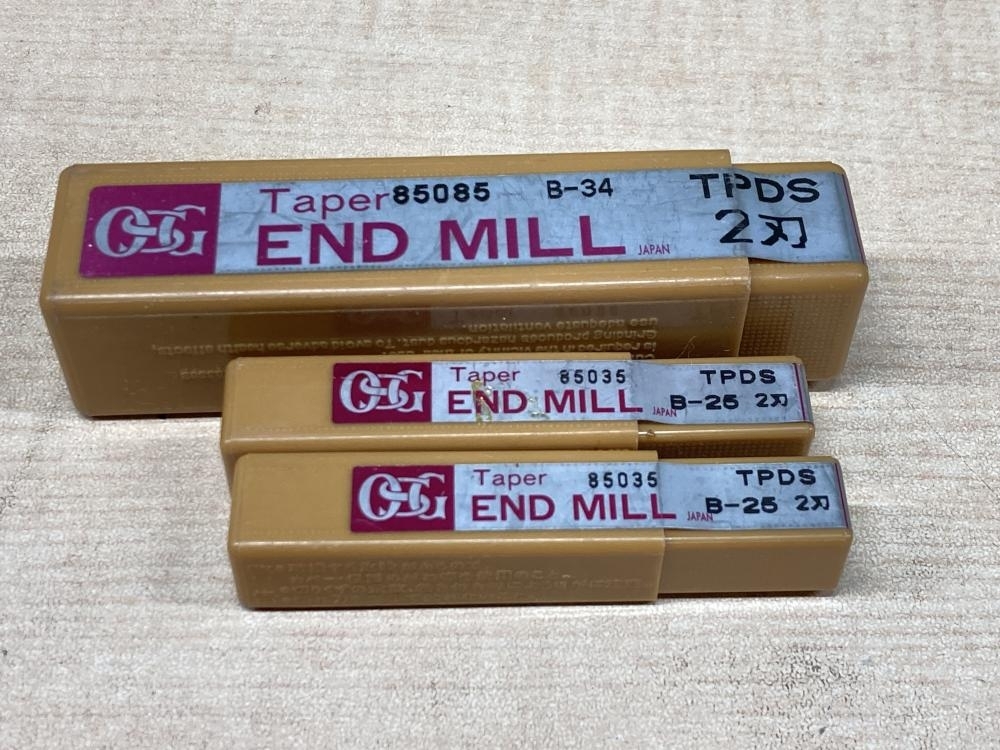 OSG
Taper 85085 B-34 TPDS
END MILL JAPAN 2刃
Grinding produces hazardous dust. To avoid adverse health effects,
use adequate ventilation
OSG
Taper 85035 TPDS
END MILL JAPAN B-25 2刃
OSG
Taper 85035 TPDS
END MILL JAPAN B-25 2刃